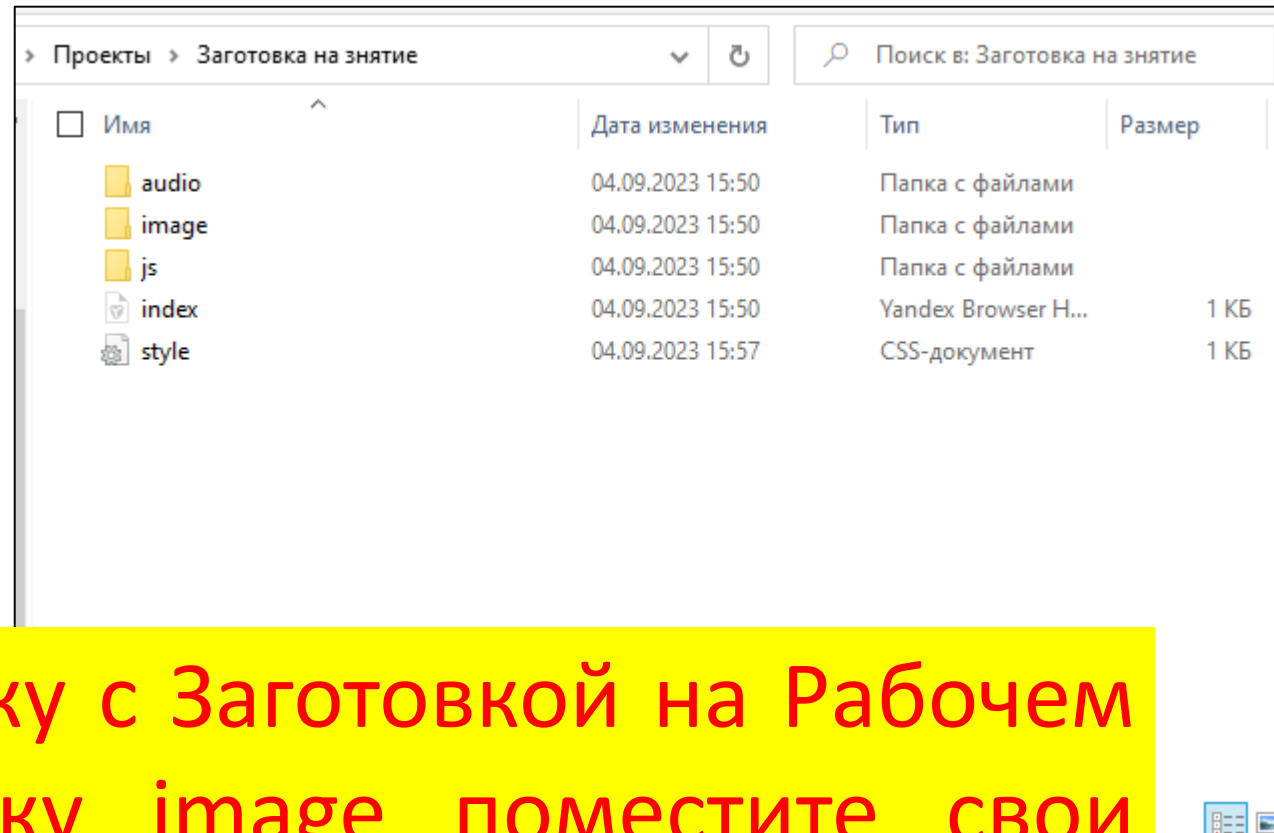 › Проекты › Заготовка на знятие Поиск в: Заготовка на знятие
Имя Дата изменения Тип Размер
audio 04.09.2023 15:50 Папка с файлами
image 04.09.2023 15:50 Папка с файлами
js 04.09.2023 15:50 Папка с файлами
index 04.09.2023 15:50 Yandex Browser H... 1 КБ
style 04.09.2023 15:57 CSS-документ 1 КБ
ку с Заготовкой на Рабочем
ку image поместите свои